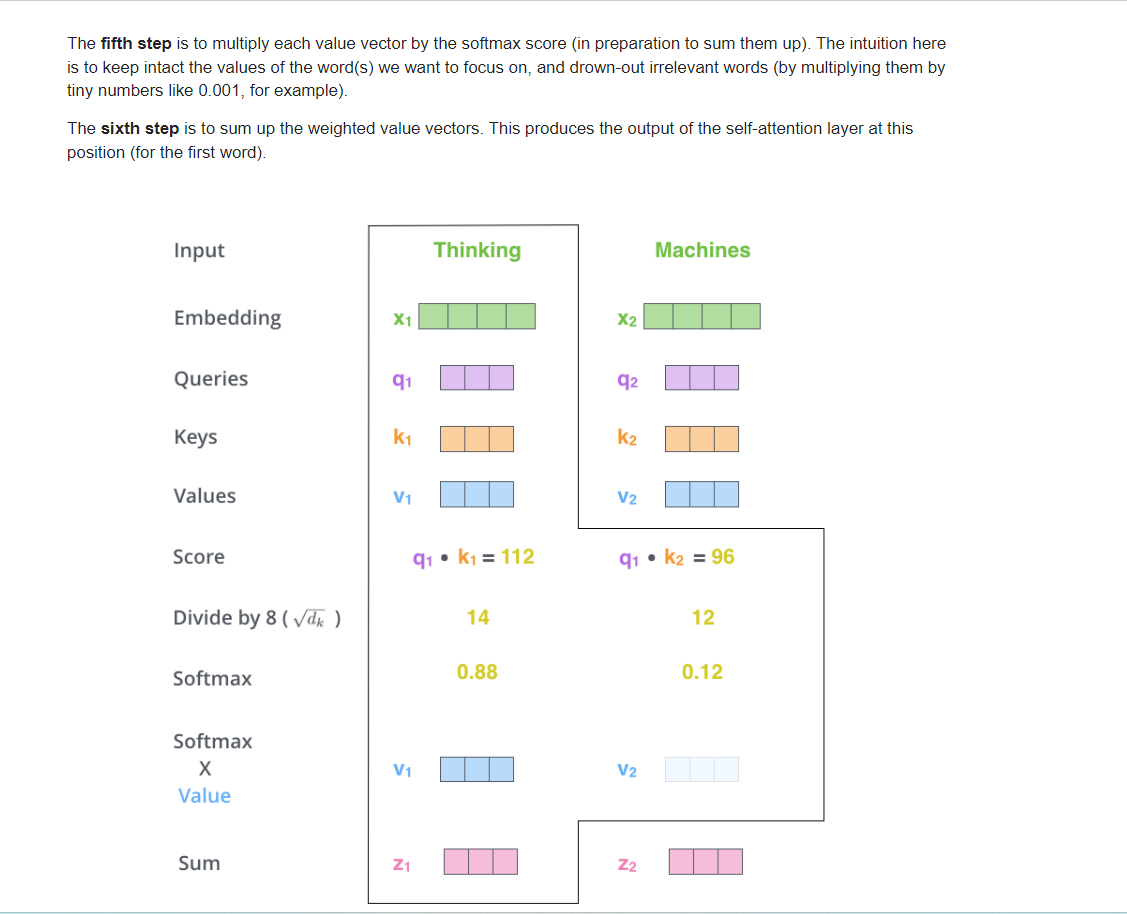 The fifth step is to multiply each value vector by the softmax score (in preparation to sum them up). The intuition here
is to keep intact the values of the word(s) we want to focus on, and drown-out irrelevant words (by multiplying them by
tiny numbers like 0.001, for example).
The sixth step is to sum up the weighted value vectors. This produces the output of the self-attention layer at this
position (for the first word).
Input Thinking Machines
Embedding x₁ x₂
Queries q₁ q₂
Keys k₁ k₂
Values v₁ v₂
Score q₁ • k₁ = 112 q₁ • k₂ = 96
Divide by 8 ( √dₖ ) 14 12
Softmax 0.88 0.12
Softmax
X v₁ v₂
Value
Sum z₁ z₂